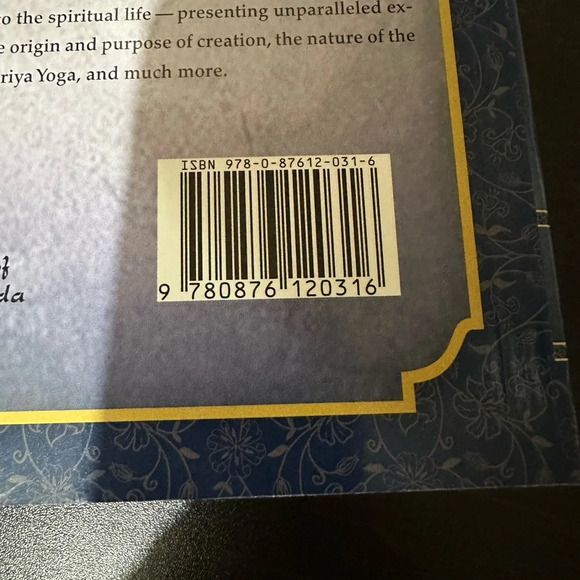 to the spiritual life — presenting unparalleled ex-
origin and purpose of creation, the nature of the
riya Yoga, and much more.
ISBN 978-0-87612-031-6
9 780876 120316
of
da